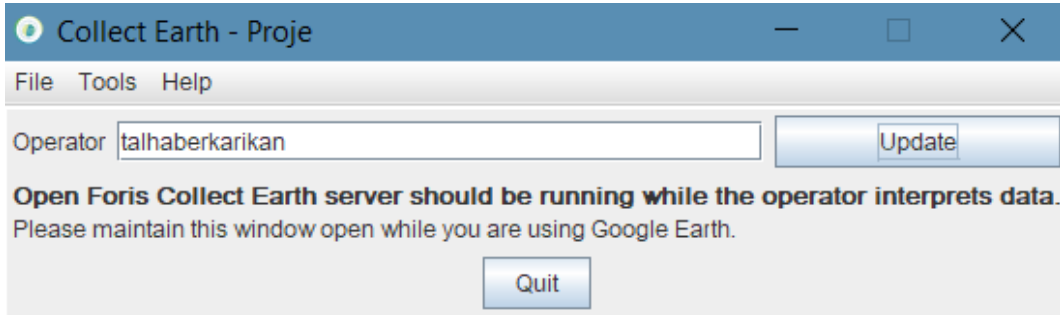 Collect Earth - Proje
File Tools Help
Operator talhaberkarikan Update
Open Foris Collect Earth server should be running while the operator interprets data.
Please maintain this window open while you are using Google Earth.
Quit